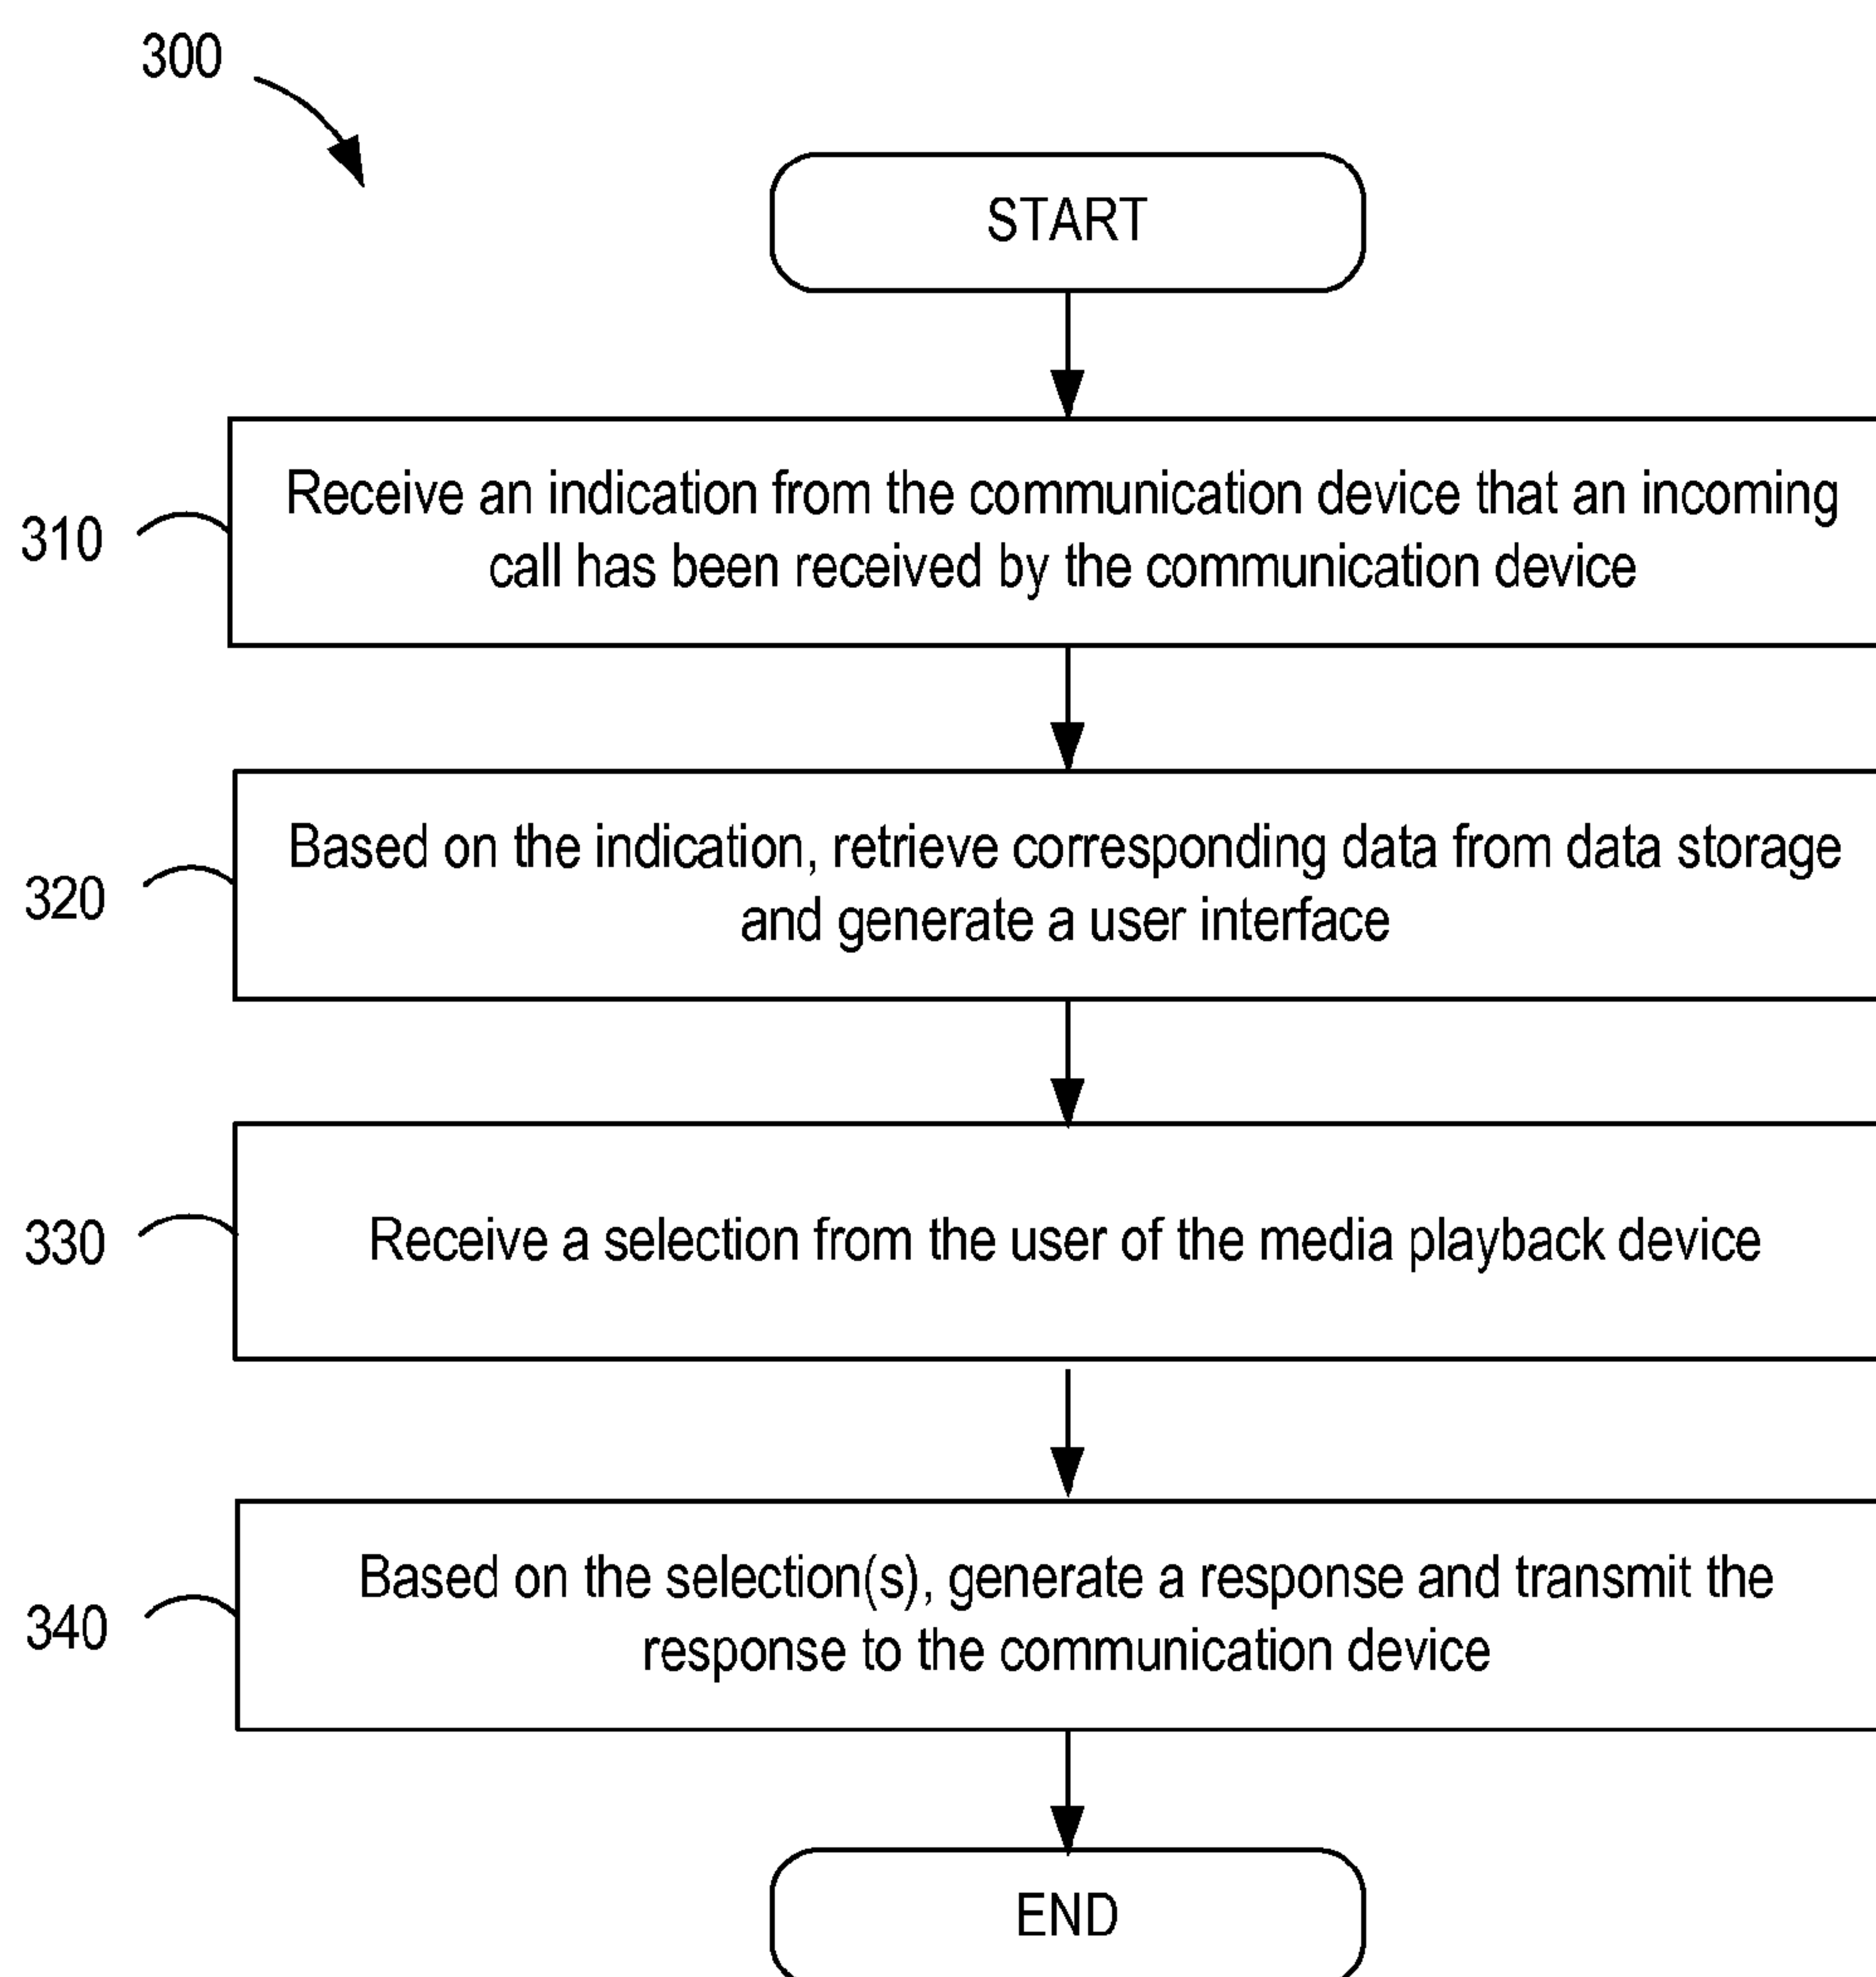 300
START
310
Receive an indication from the communication device that an incoming
call has been received by the communication device
320
Based on the indication, retrieve corresponding data from data storage
and generate a user interface
330
Receive a selection from the user of the media playback device
340
Based on the selection(s), generate a response and transmit the
response to the communication device
END